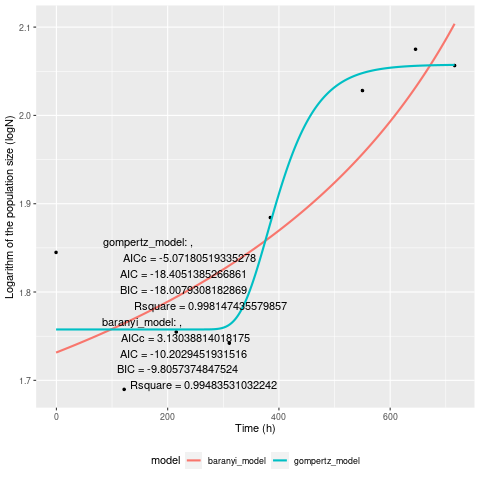 2.1
2.0
1.9
1.8
1.7
Logarithm of the population size (logN)
gompertz_model: ,
AICc = -5.07180519335278
AIC = -18.4051385266861
BIC = -18.0079308182869
Rsquare = 0.998147435579857
baranyi_model: ,
AICc = 3.13038814018175
AIC = -10.2029451931516
BIC = -9.8057374847524
Rsquare = 0.99483531032242
0 200 400 600
Time (h)
model baranyi_model gompertz_model